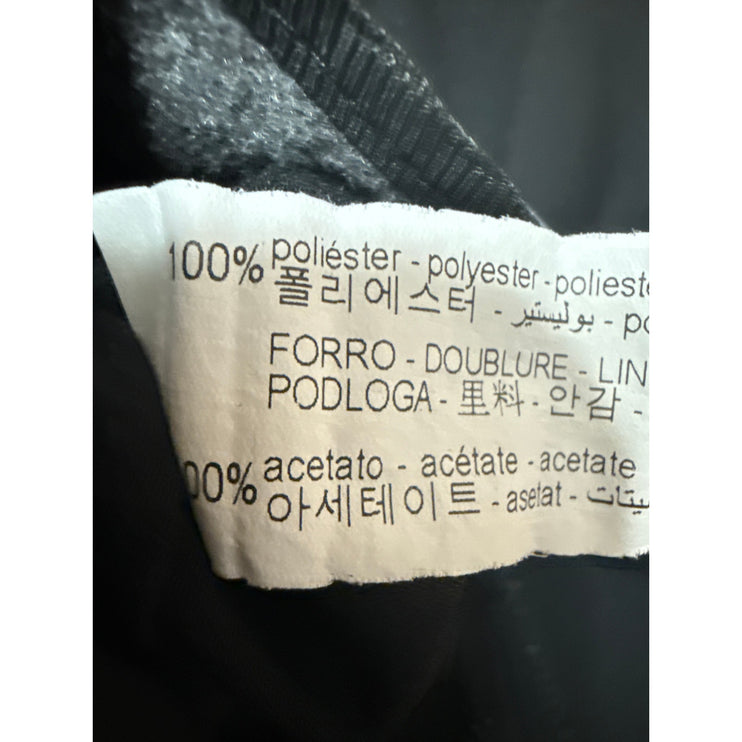 100% poliéster - polyester - polieste
폴리에스터 - بوليستير - po
FORRO - DOUBLURE - LIN
PODLOGA - 里料 - 안감 -
00% acetato - acétate - acetate
아세테이트 - asetat -